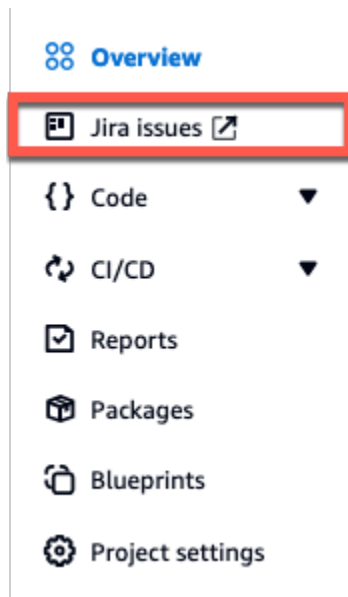 Overview
Jira issues
Code
CI/CD
Reports
Packages
Blueprints
Project settings